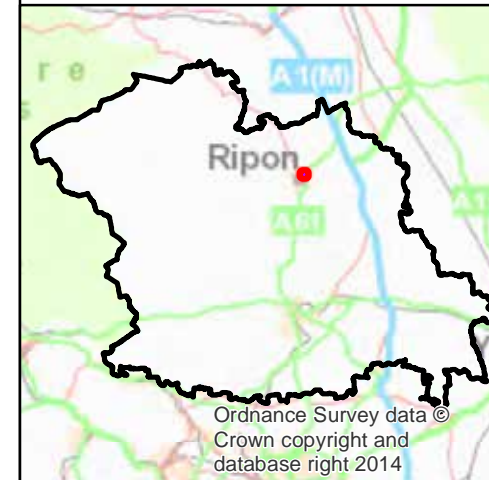 r e
A1(M)
Ripon
A61
A1
Ordnance Survey data ©
Crown copyright and
database right 2014